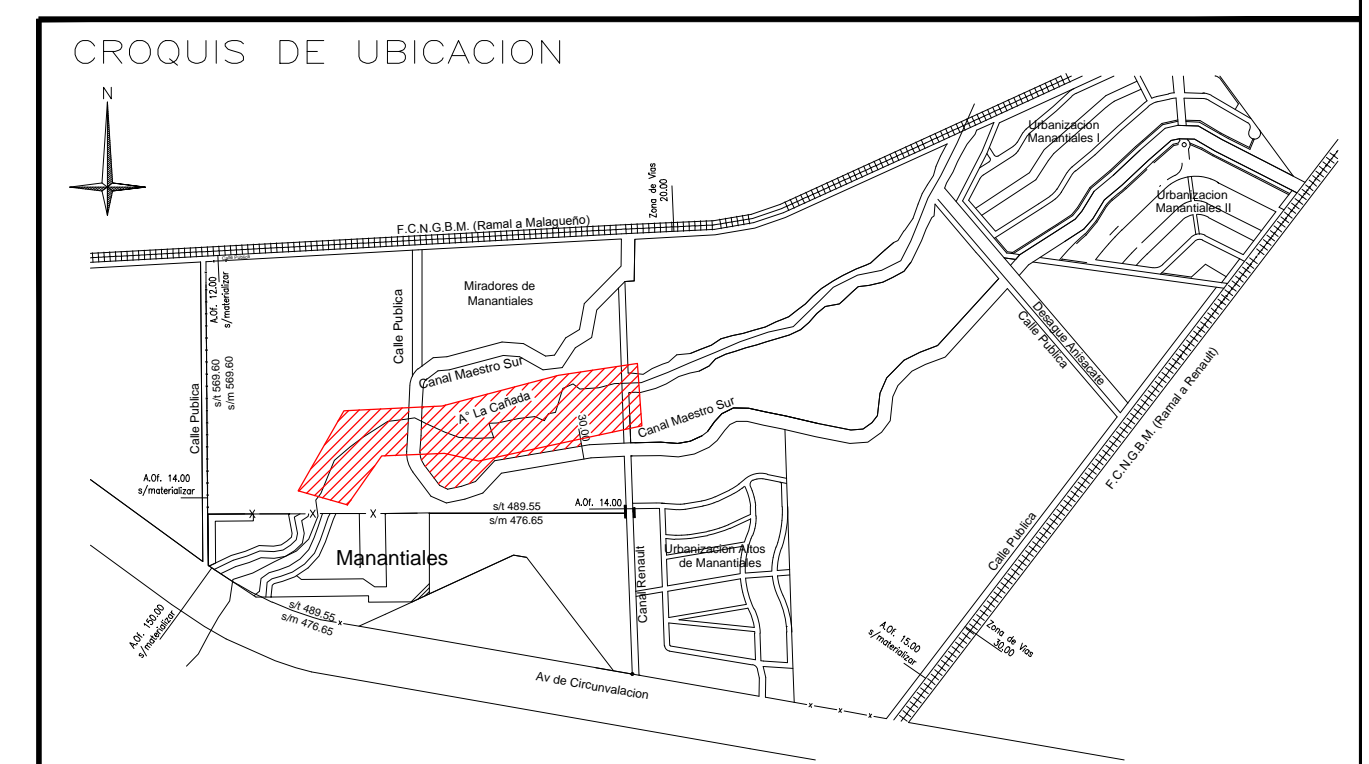 CROQUIS DE UBICACION
N
Urbanización
Manantiales I
Urbanizacion
Manantiales II
Zona de Vias
20.00
F.C.N.G.B.M. (Ramal a Malagueño)
Calle Publica
A.Of. 12.00
s/materializar
Miradores de
Manantiales
Calle Publica
s/t 569.60
s/m 569.60
Calle Publica
Canal Maestro Sur
A° La Cañada
30.00
Canal Maestro Sur
Desague Anisacate
Calle Publica
F.C.N.G.B.M. (Ramal a Renault)
A.Of. 14.00
s/materializar
X
X
X
s/t 489.55
s/m 476.65
A.Of. 14.00
Manantiales
Urbanizacion Altos
de Manantiales
Canal Renault
Calle Publica
s/t 489.55
s/m 476.65
x
A.Of. 150.00
s/materializar
A.Of. 15.00
s/materializar
Zona de Vias
30.00
Av de Circunvalacion
x
x
x